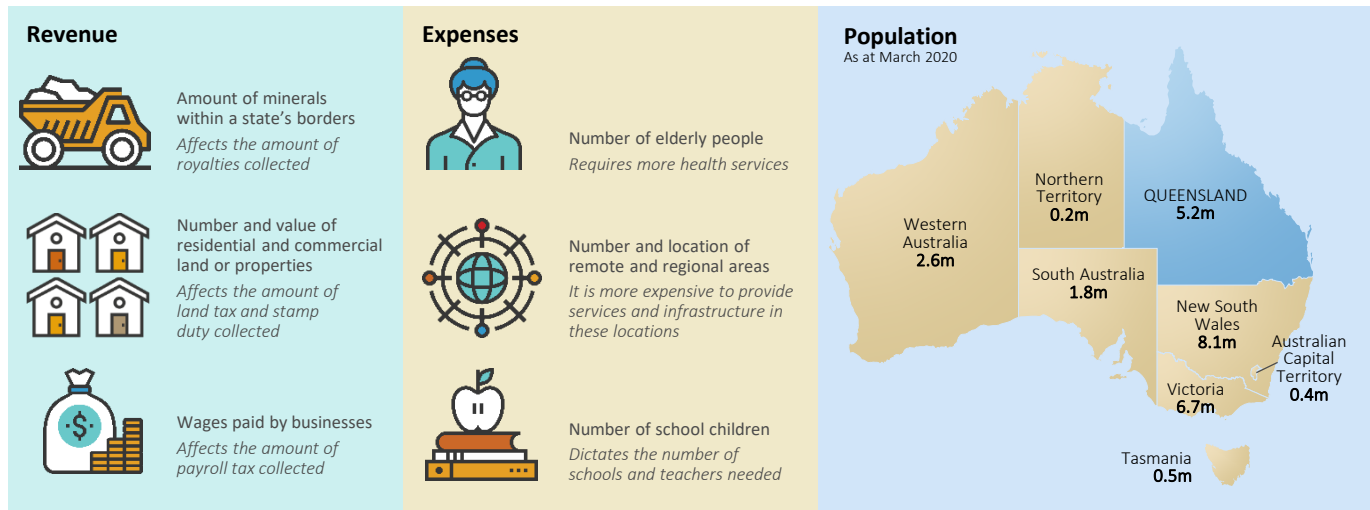 Revenue
Amount of minerals
within a state's borders
Affects the amount of
royalties collected
Number and value of
residential and commercial
land or properties
Affects the amount of
land tax and stamp
duty collected
$
Wages paid by businesses
Affects the amount of
payroll tax collected
Expenses
Number of elderly people
Requires more health services
Number and location of
remote and regional areas
It is more expensive to provide
services and infrastructure in
these locations
Number of school children
Dictates the number of
schools and teachers needed
Population
As at March 2020
Western
Australia
2.6m
Northern
Territory
0.2m
QUEENSLAND
5.2m
South Australia
1.8m
New South
Wales
8.1m
Australian
Capital
Territory
0.4m
Victoria
6.7m
Tasmania
0.5m